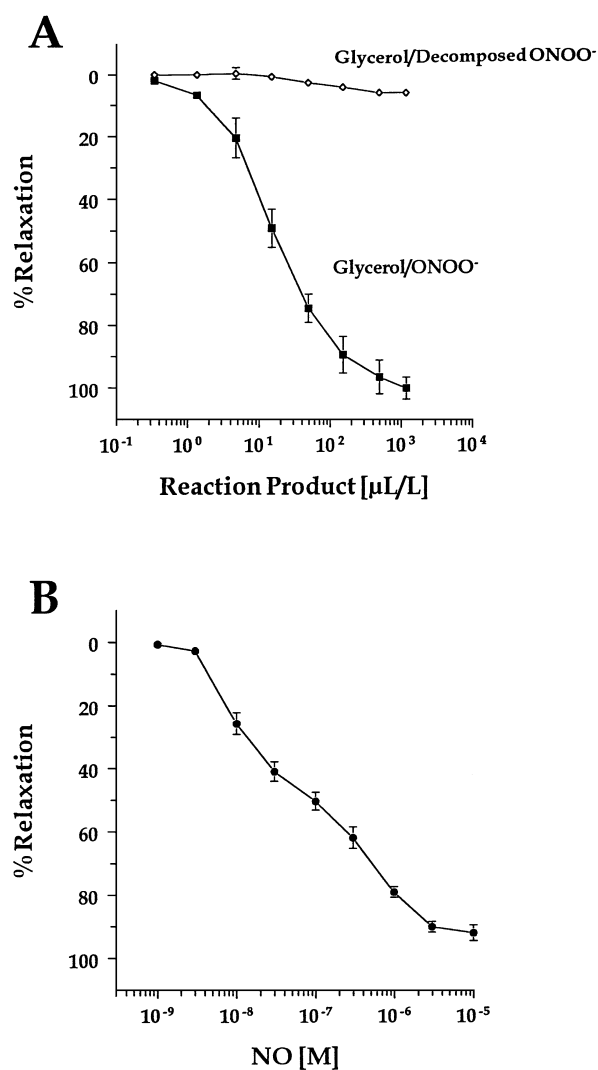 A
Glycerol/Decomposed ONOO-
0
20
40
60
80
100
% Relaxation
Glycerol/ONOO-
10-1 100 101 102 103 104
Reaction Product [µL/L]
B
0
20
40
60
80
100
% Relaxation
10-9 10-8 10-7 10-6 10-5
NO [M]